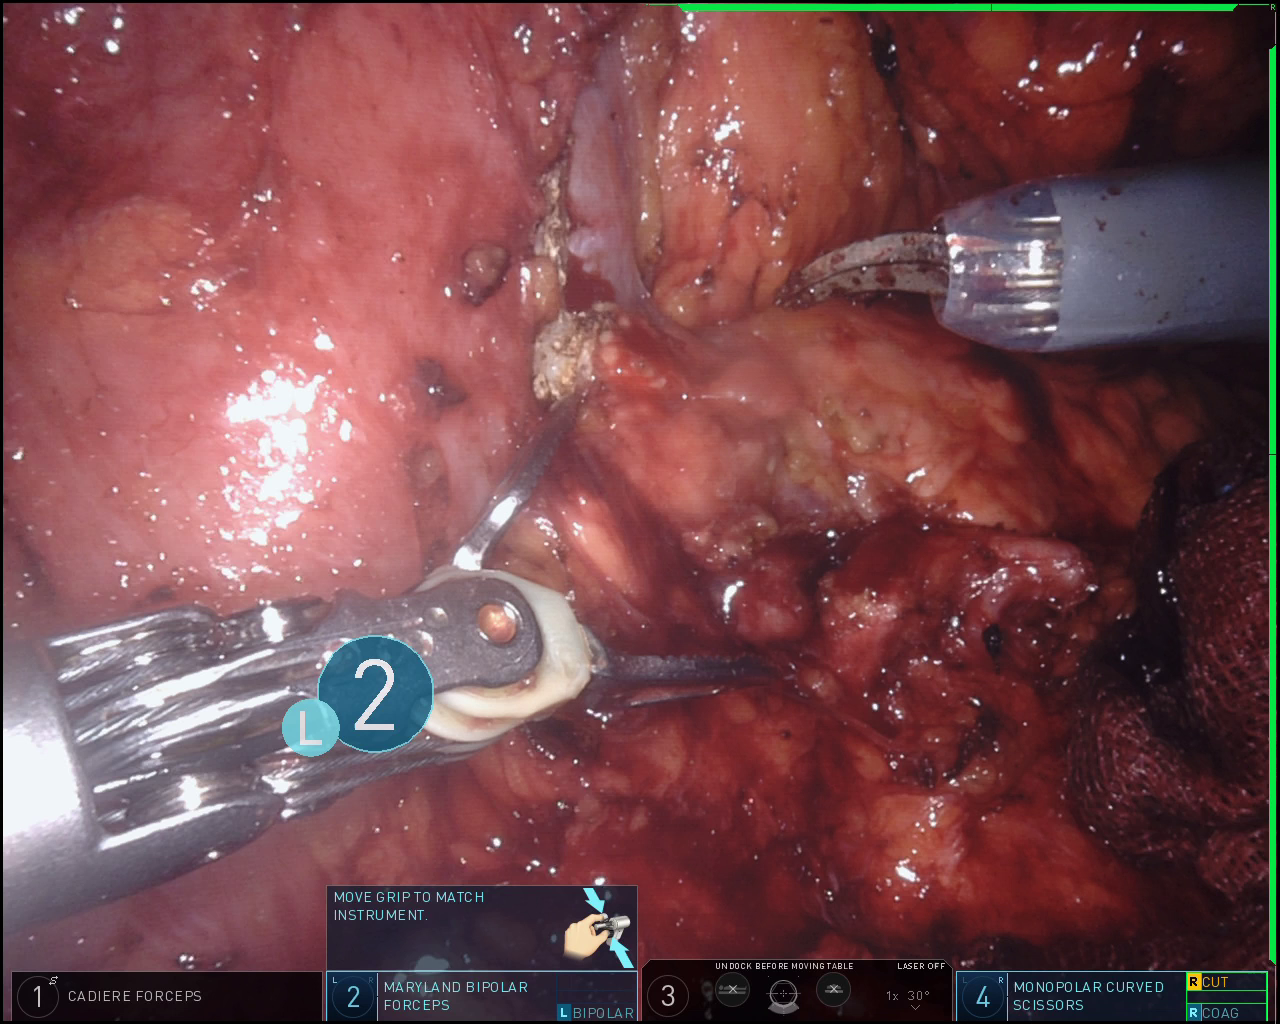 R
2
L
MOVE GRIP TO MATCH
INSTRUMENT.
1
CADIERE FORCEPS
L R
2
MARYLAND BIPOLAR
FORCEPS
L BIPOLAR
UNDOCK BEFORE MOVING TABLE
LASER OFF
3
1x 30°
L R
4
MONOPOLAR CURVED
SCISSORS
R CUT
R COAG